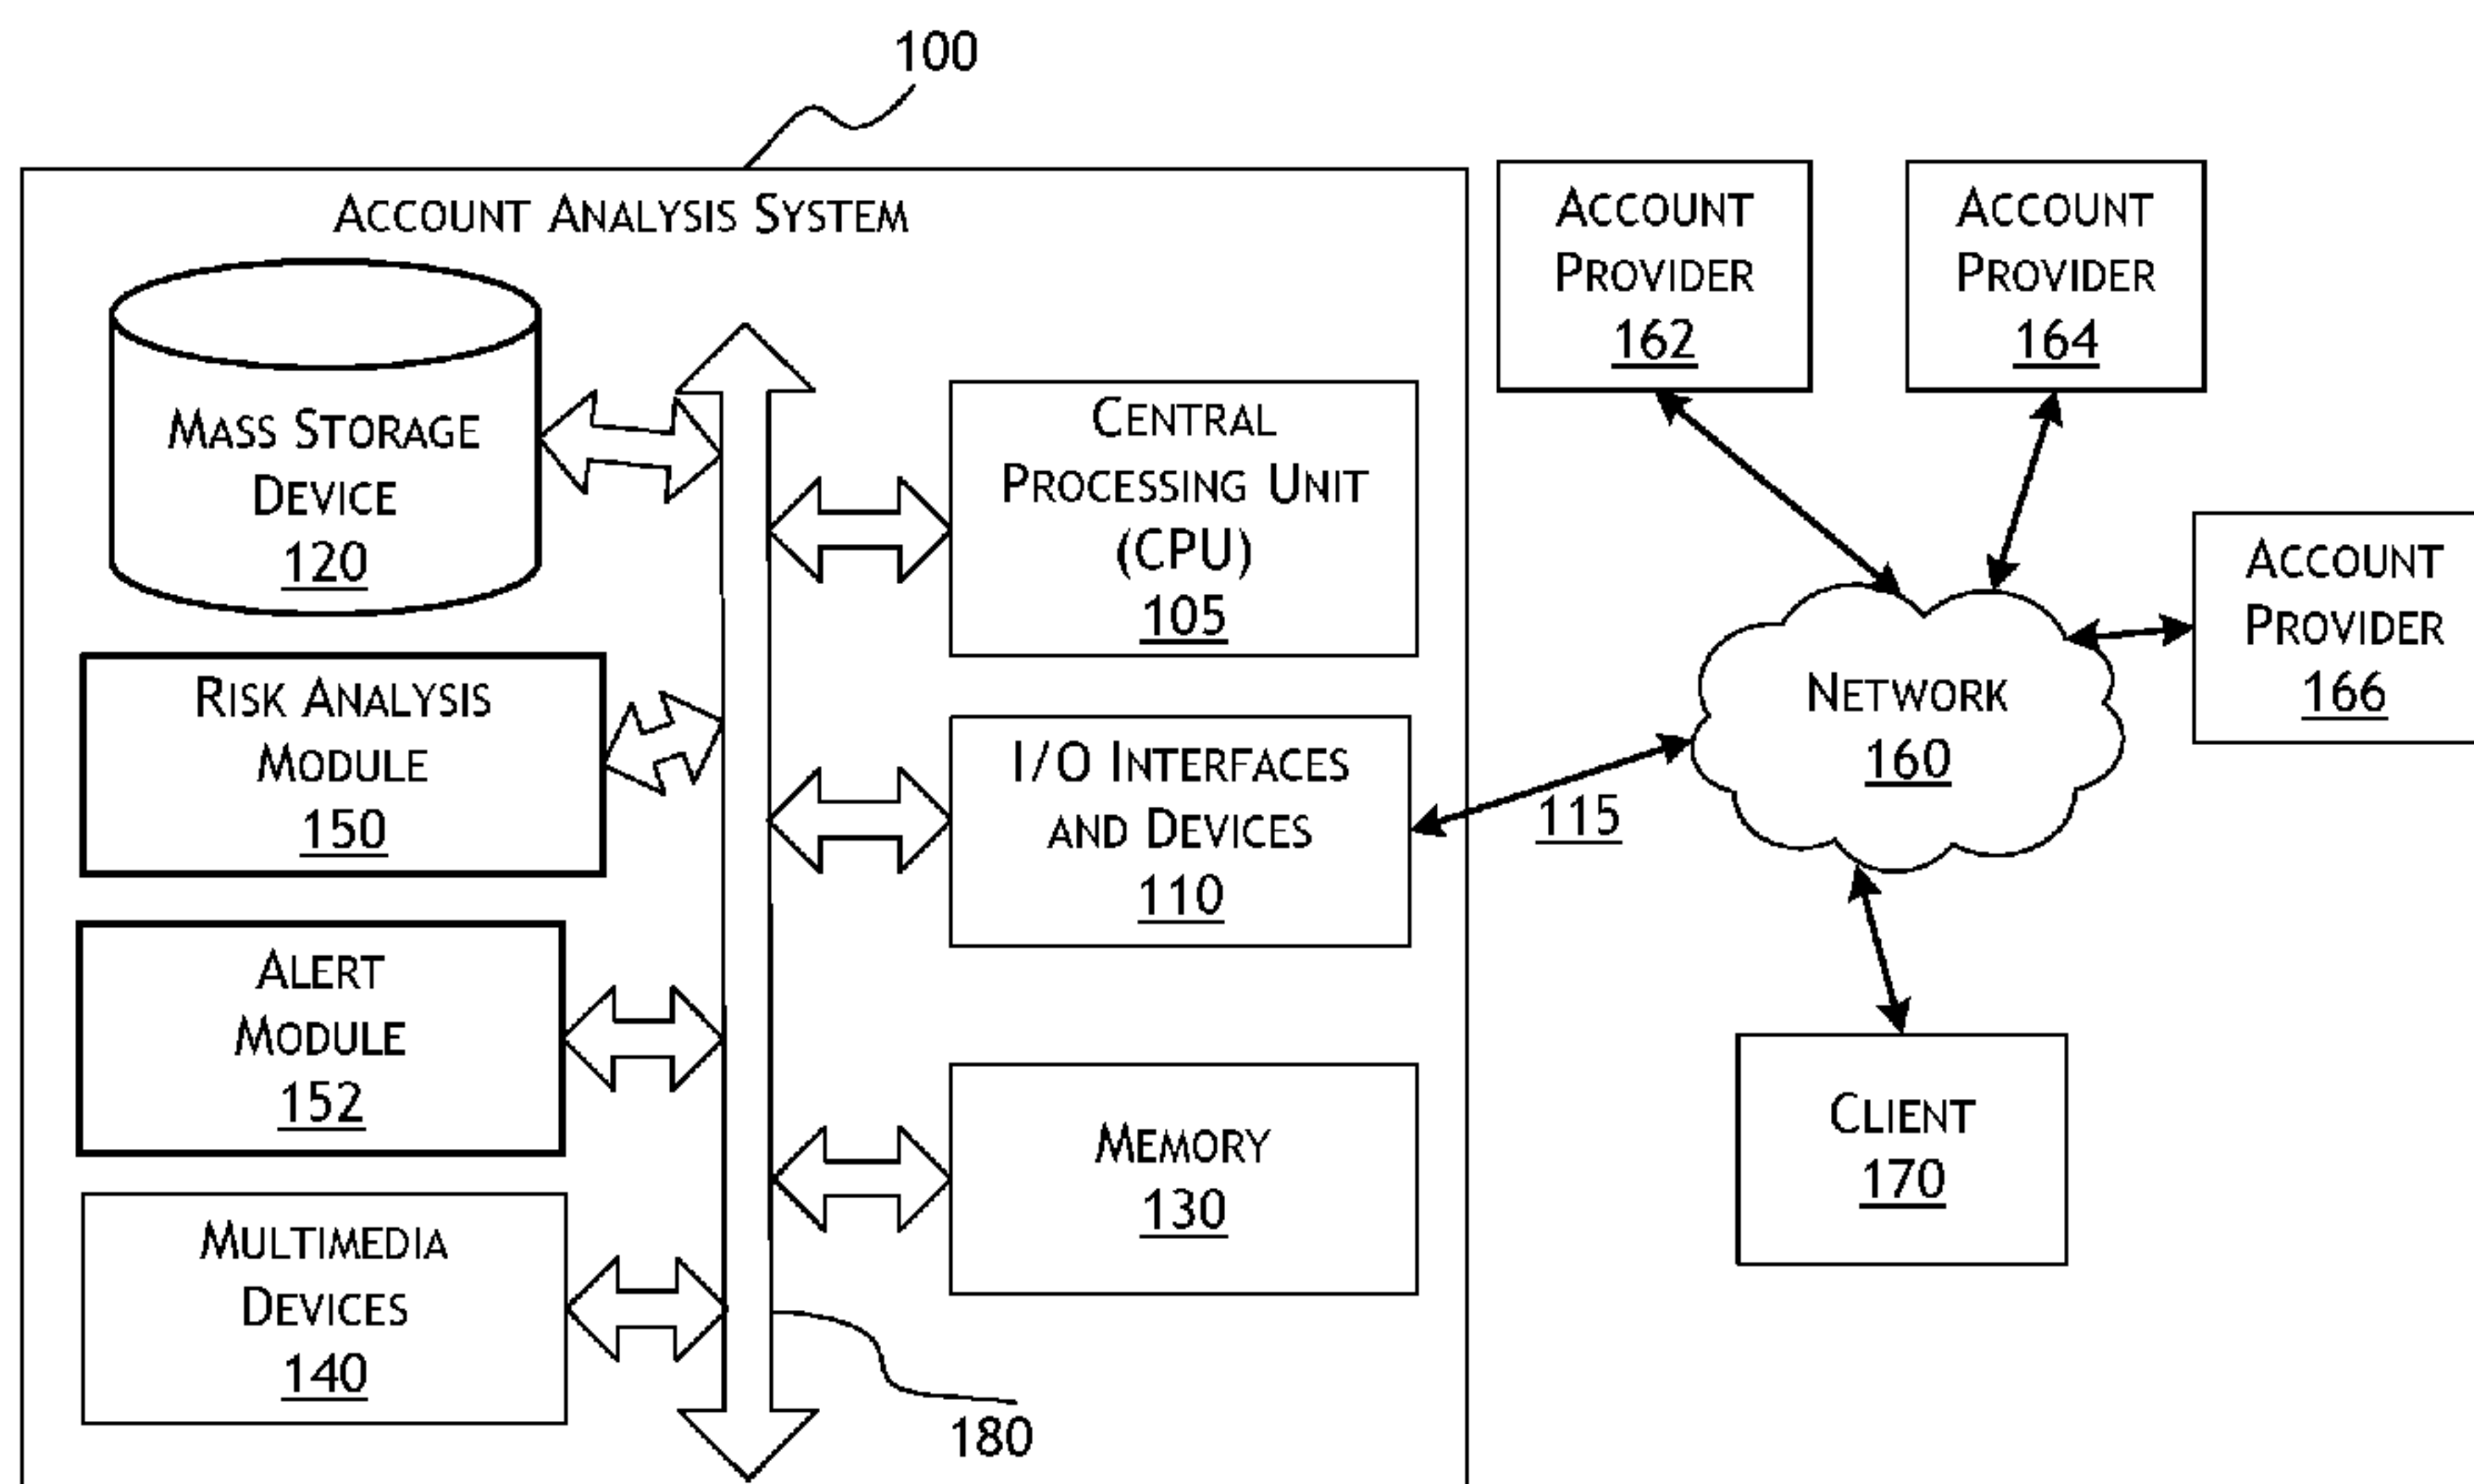 100
ACCOUNT ANALYSIS SYSTEM
MASS STORAGE
DEVICE
120
RISK ANALYSIS
MODULE
150
ALERT
MODULE
152
MULTIMEDIA
DEVICES
140
CENTRAL
PROCESSING UNIT
(CPU)
105
I/O INTERFACES
AND DEVICES
110
MEMORY
130
180
115
ACCOUNT
PROVIDER
162
ACCOUNT
PROVIDER
164
ACCOUNT
PROVIDER
166
NETWORK
160
CLIENT
170